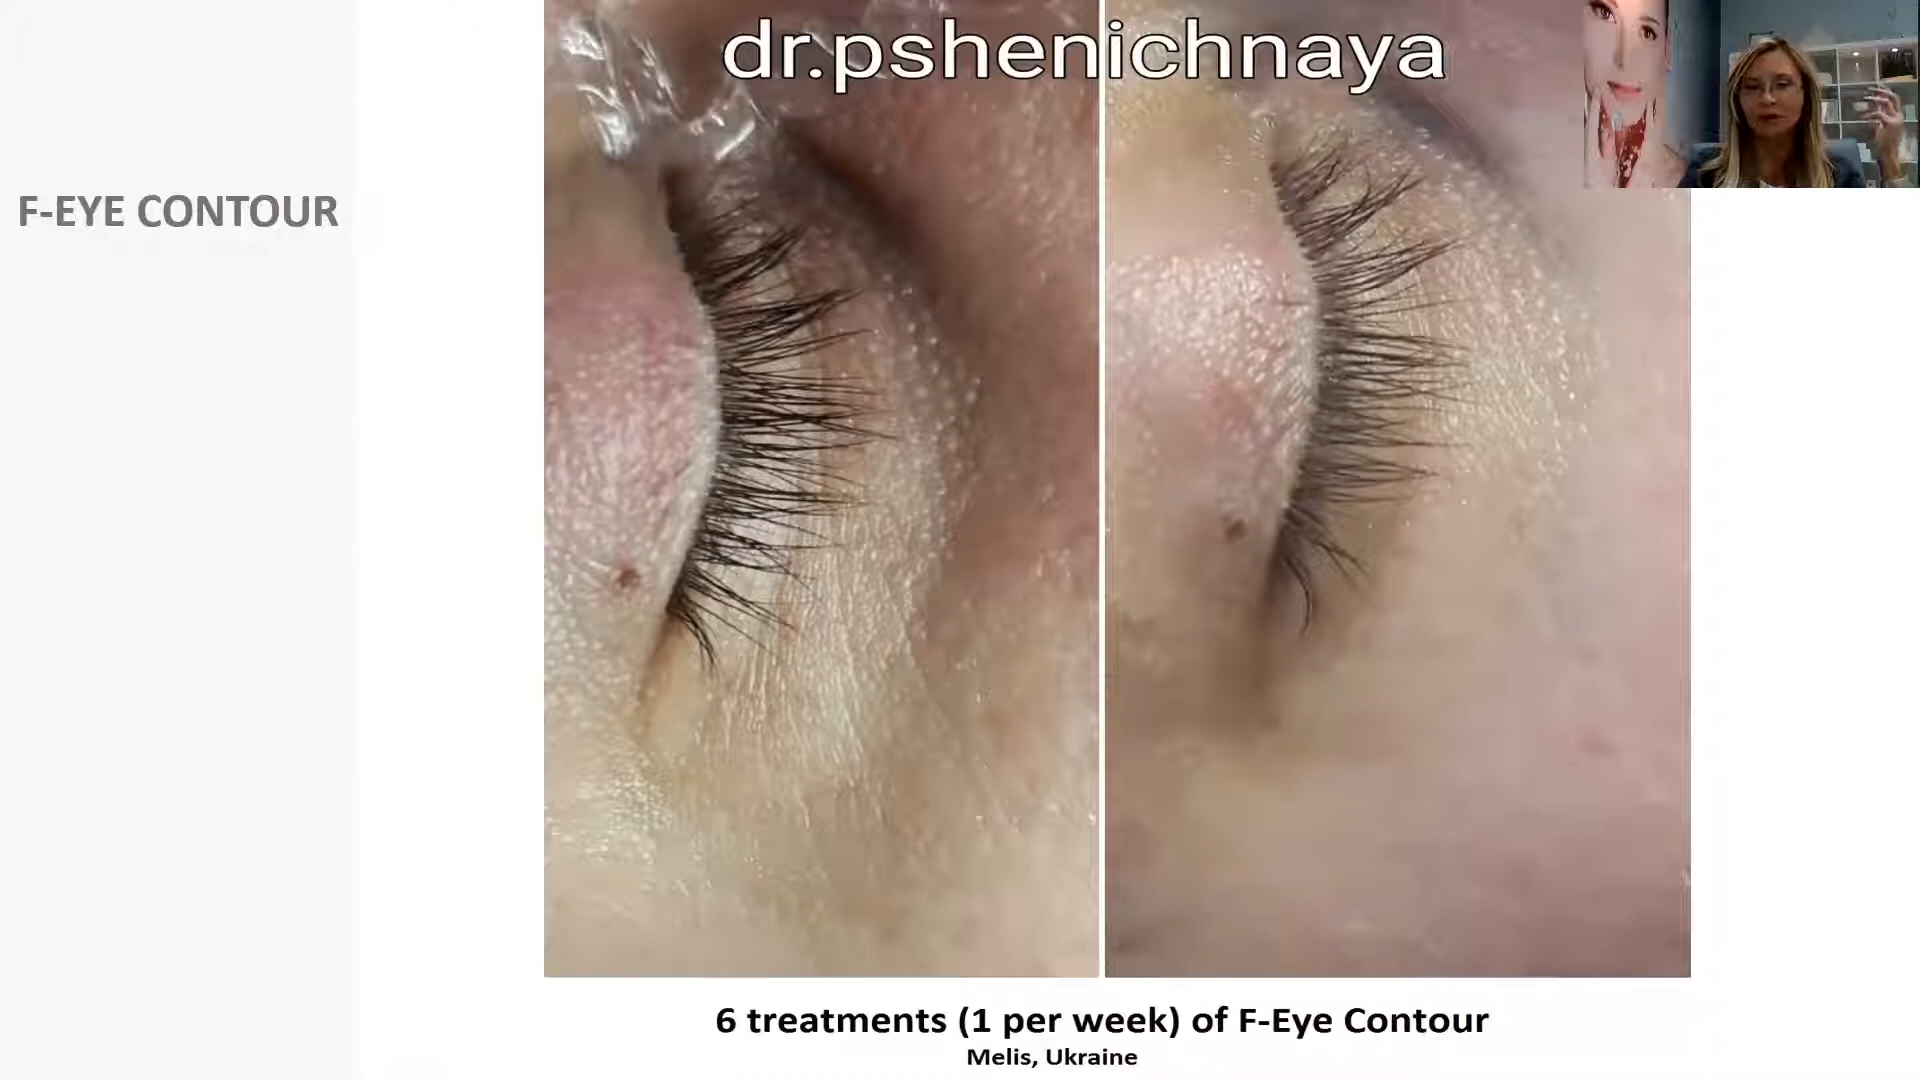 dr.pshenichnaya
F-EYE CONTOUR
6 treatments (1 per week) of F-Eye Contour
Melis, Ukraine